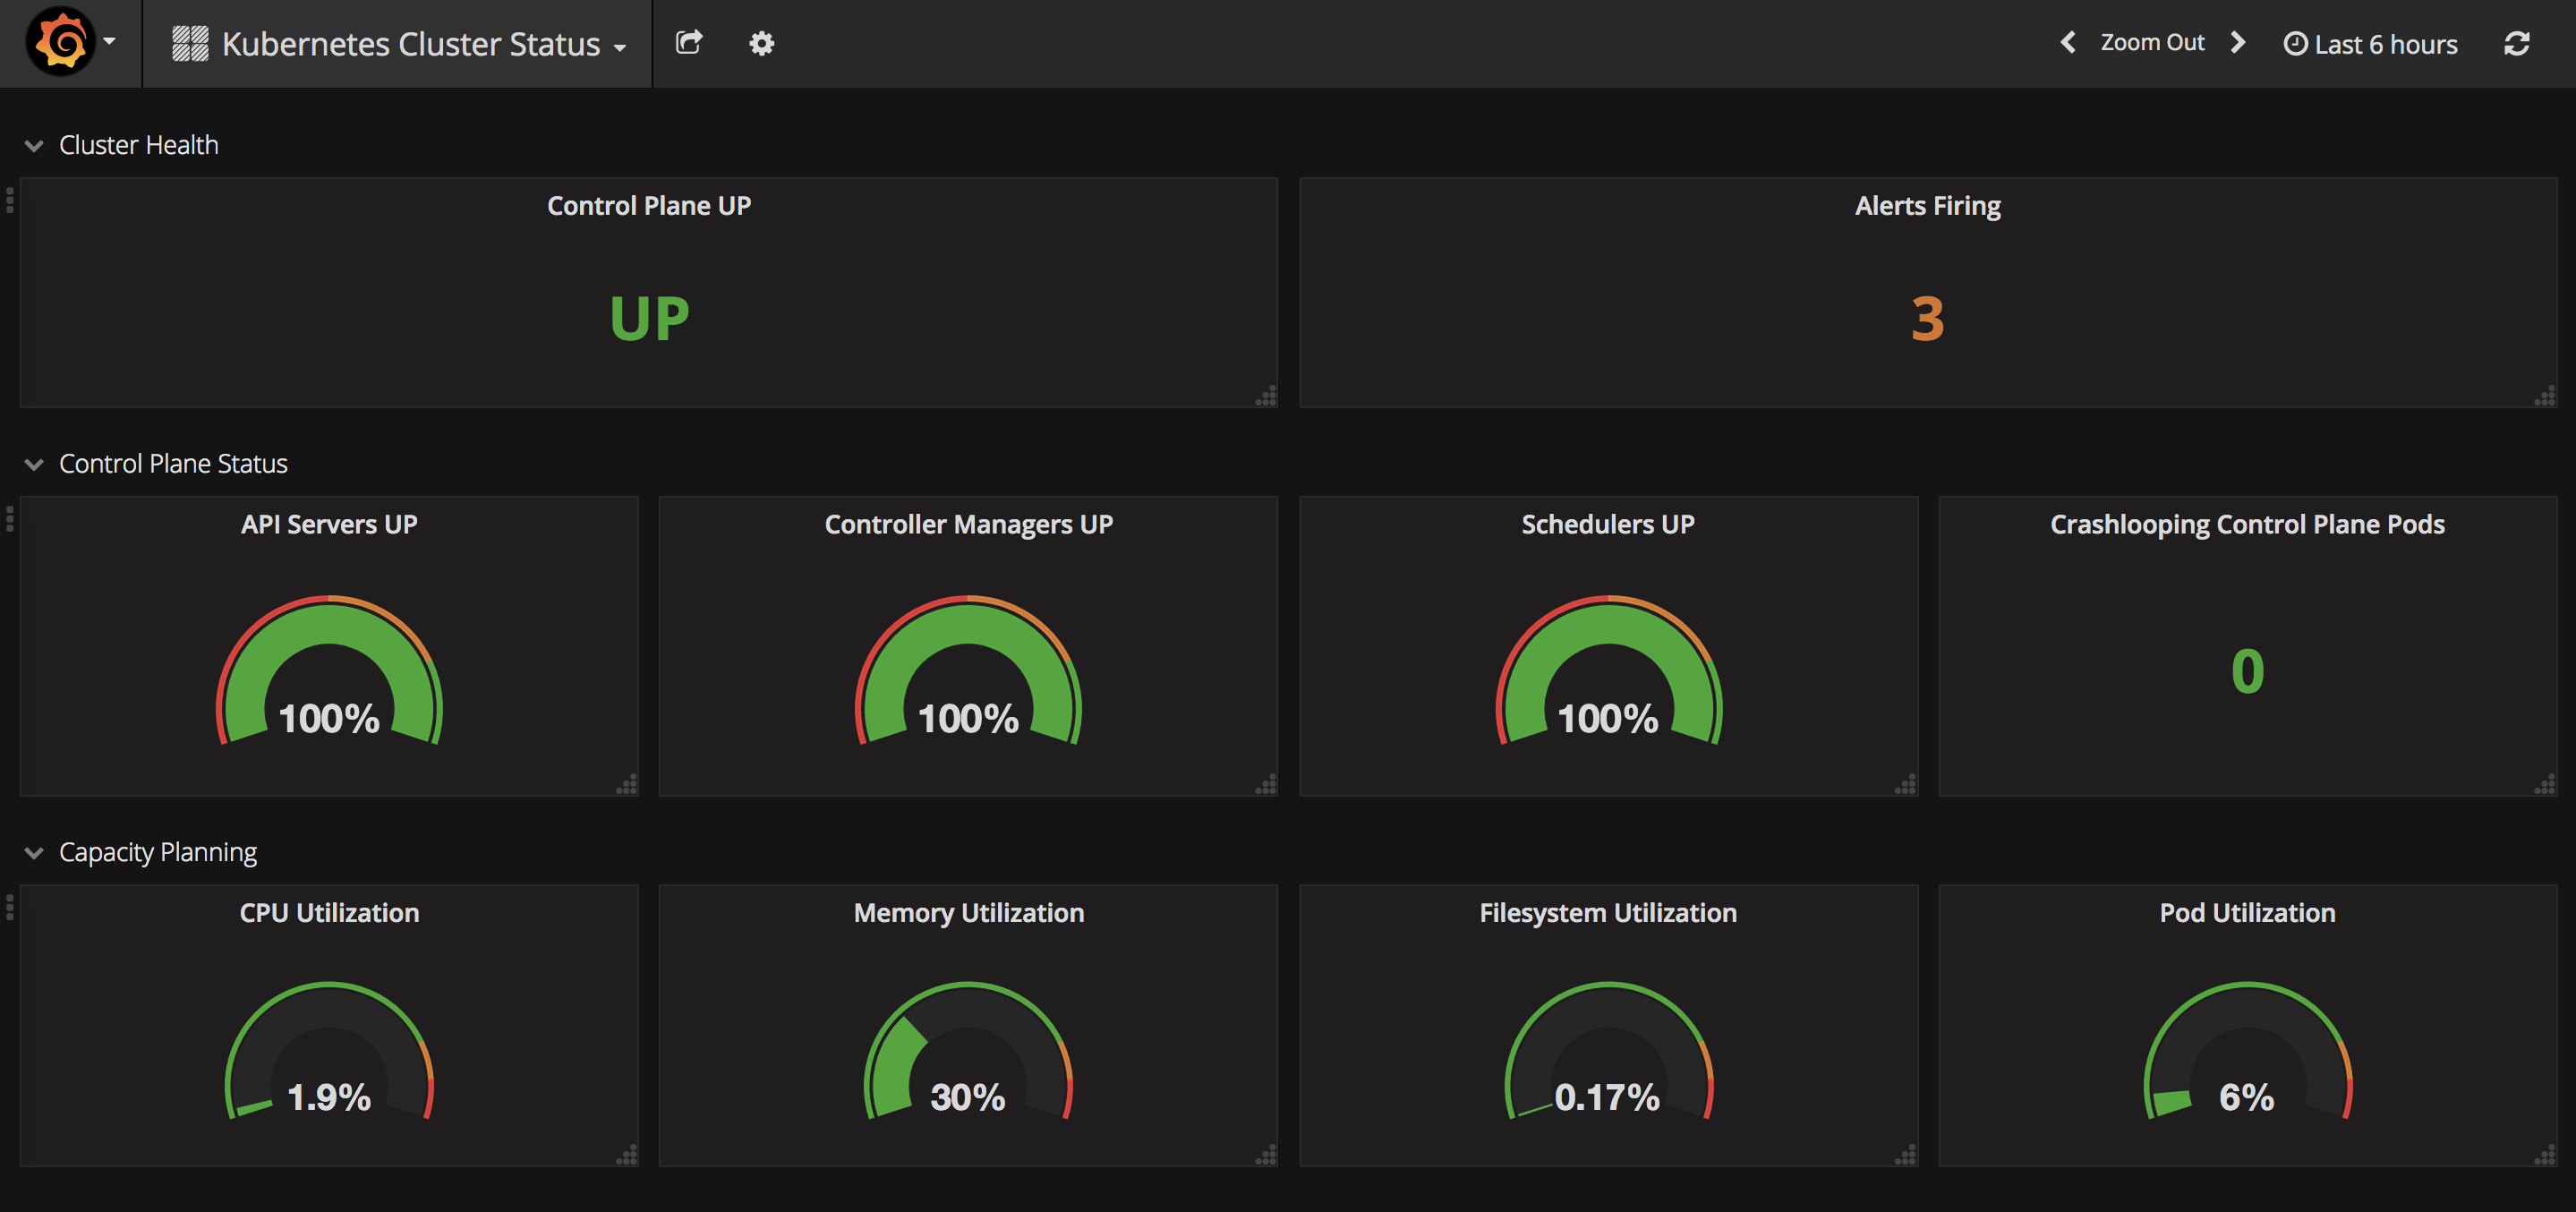 Kubernetes Cluster Status
Zoom Out
Last 6 hours
Cluster Health
Control Plane UP
Alerts Firing
UP
3
Control Plane Status
API Servers UP
Controller Managers UP
Schedulers UP
Crashlooping Control Plane Pods
100%
100%
100%
0
Capacity Planning
CPU Utilization
Memory Utilization
Filesystem Utilization
Pod Utilization
1.9%
30%
0.17%
6%